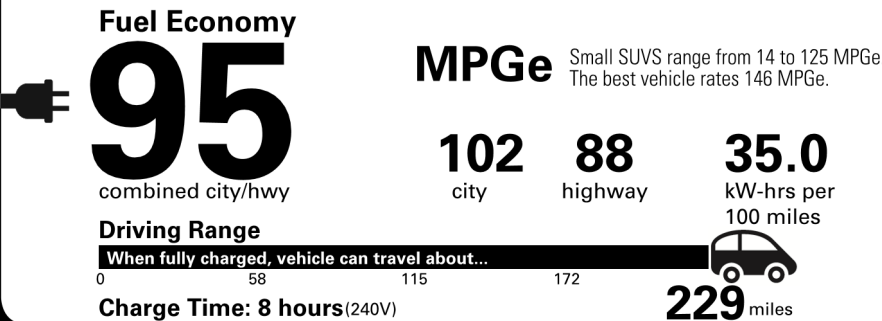 Fuel Economy
95
combined city/hwy
MPGe
Small SUVS range from 14 to 125 MPGe
The best vehicle rates 146 MPGe.
102
city
88
highway
35.0
kW-hrs per
100 miles
Driving Range
When fully charged, vehicle can travel about...
0 58 115 172
229 miles
Charge Time: 8 hours (240V)